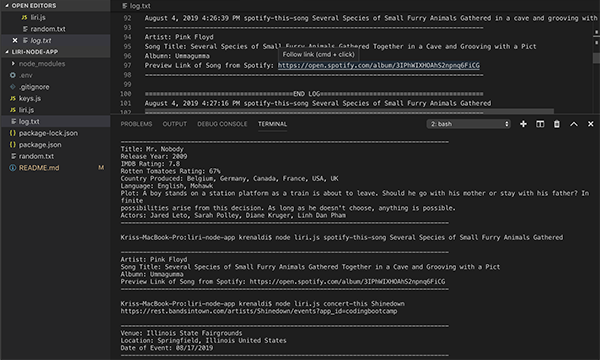 OPEN EDITORS
liri.js
random.txt
log.txt
LIRI-NODE-APP
node_modules
.env
.gitignore
keys.js
liri.js
log.txt
package-lock.json
package.json
random.txt
README.md M
log.txt
92 August 4, 2019 4:26:39 PM spotify-this-song Several Species of Small Furry Animals Gathered in a cave and grooving with
93
94 Artist: Pink Floyd
95 Song Title: Several Species of Small Furry Animals Gathered Together in a Cave and Grooving with a Pict
96 Album: Ummagumma
Follow link (cmd + click)
97 Preview Link of Song from Spotify: https://open.spotify.com/album/3IPhWIXHOAhS2npnq6FiCG
98
99
100 END LOG
101 August 4, 2019 4:27:16 PM spotify-this-song Several Species of Small Furry Animals Gathered
102
PROBLEMS OUTPUT DEBUG CONSOLE TERMINAL 2: bash
Title: Mr. Nobody
Release Year: 2009
IMDB Rating: 7.8
Rotten Tomatoes Rating: 67%
Country Produced: Belgium, Germany, Canada, France, USA, UK
Language: English, Mohawk
Plot: A boy stands on a station platform as a train is about to leave. Should he go with his mother or stay with his father? In
finite
possibilities arise from this decision. As long as he doesn't choose, anything is possible.
Actors: Jared Leto, Sarah Polley, Diane Kruger, Linh Dan Pham
Kriss-MacBook-Pro:liri-node-app krenaldi$ node liri.js spotify-this-song Several Species of Small Furry Animals Gathered
Artist: Pink Floyd
Song Title: Several Species of Small Furry Animals Gathered Together in a Cave and Grooving with a Pict
Albumn: Ummagumma
Preview Link of Song from Spotify: https://open.spotify.com/album/3IPhWIXHOAhS2npnq6FiCG
Kriss-MacBook-Pro:liri-node-app krenaldi$ node liri.js concert-this Shinedown
https://rest.bandsintown.com/artists/Shinedown/events?app_id=codingbootcamp
Venue: Illinois State Fairgrounds
Location: Springfield, Illinois United States
Date of Event: 08/17/2019